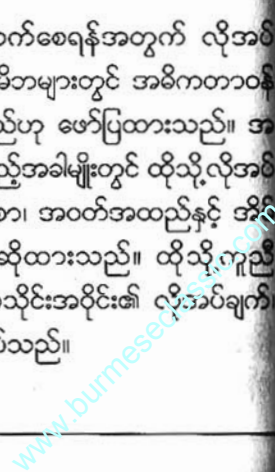 က်စေရန်အတွက် လိုအပ်
မိဘများတွင် အဓိကတာဝန်
ည်ဟု ဖော်ပြထားသည်။ အ
ည့်အခါမျိုးတွင် ထိုသို့လိုအပ်
စာ၊ အဝတ်အထည်နှင့် အိ
ဆိုထားသည်။ ထိုသို့ကူညီ
သိုင်းအဝိုင်း၏ လိုအပ်ချက်၊
ပ်သည်။
www.burmeseclassic.com